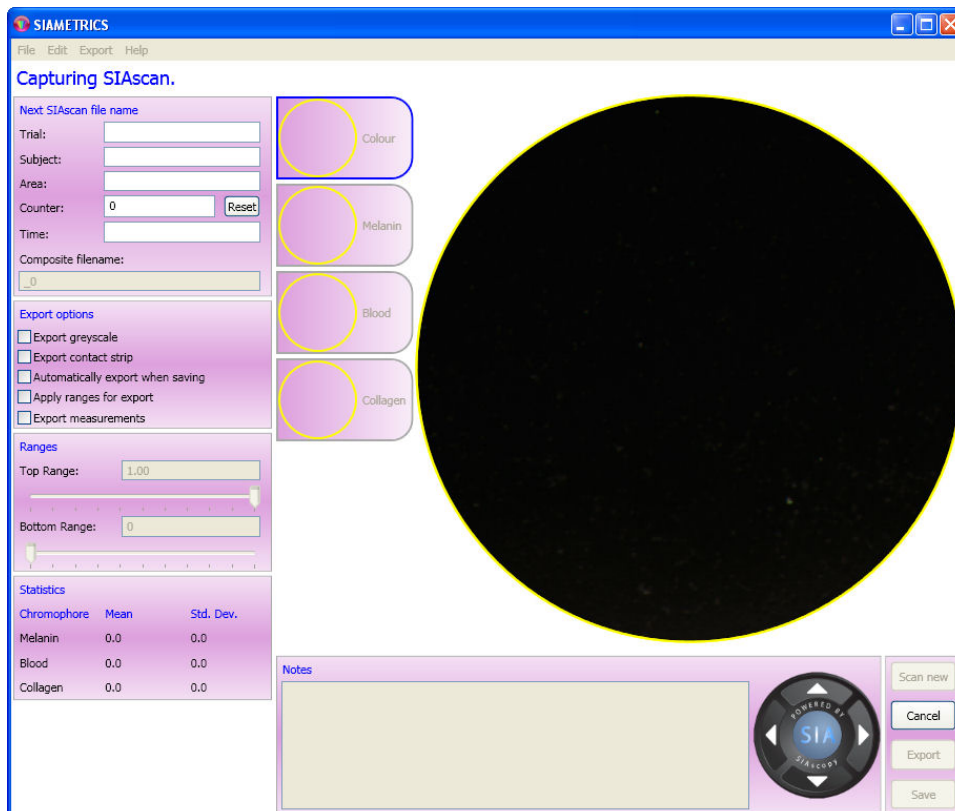 SIAMETRICS
File Edit Export Help
Capturing SIAscan.
Next SIAscan file name
Trial:
Subject:
Area:
Counter: 0 Reset
Time:
Composite filename:
_0
Export options
Export greyscale
Export contact strip
Automatically export when saving
Apply ranges for export
Export measurements
Ranges
Top Range: 1.00
Bottom Range: 0
Statistics
Chromophore Mean Std. Dev.
Melanin 0.0 0.0
Blood 0.0 0.0
Collagen 0.0 0.0
Colour
Melanin
Blood
Collagen
Notes
POWERED BY
SIA
SIAscopy
Scan new
Cancel
Export
Save